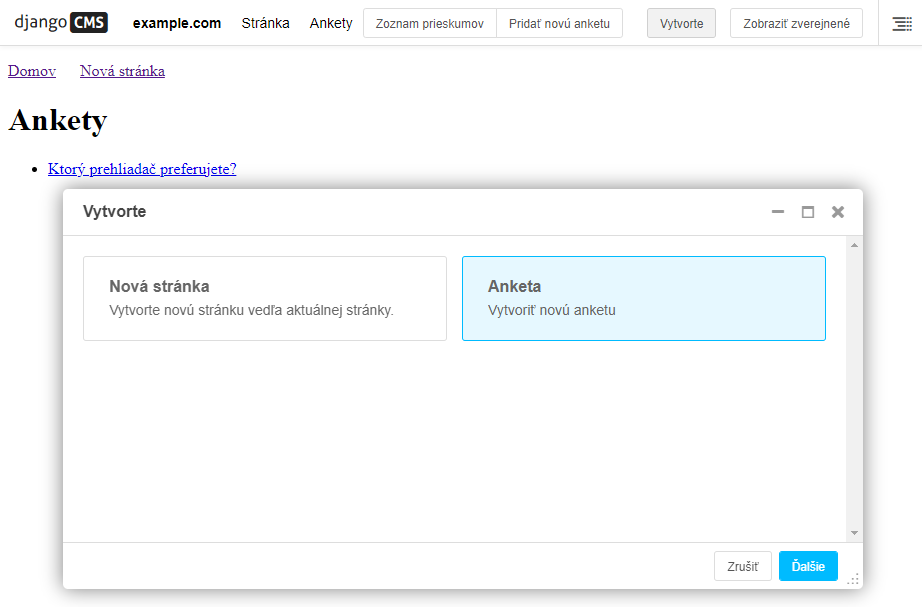 django CMS example.com Stránka Ankety Zoznam prieskumov Pridať novú anketu Vytvorte Zobraziť zverejnené
Domov Nová stránka
Ankety
Ktorý prehliadač preferujete?
Vytvorte
Nová stránka
Vytvorte novú stránku vedľa aktuálnej stránky.
Anketa
Vytvoriť novú anketu
Zrušiť Ďalšie